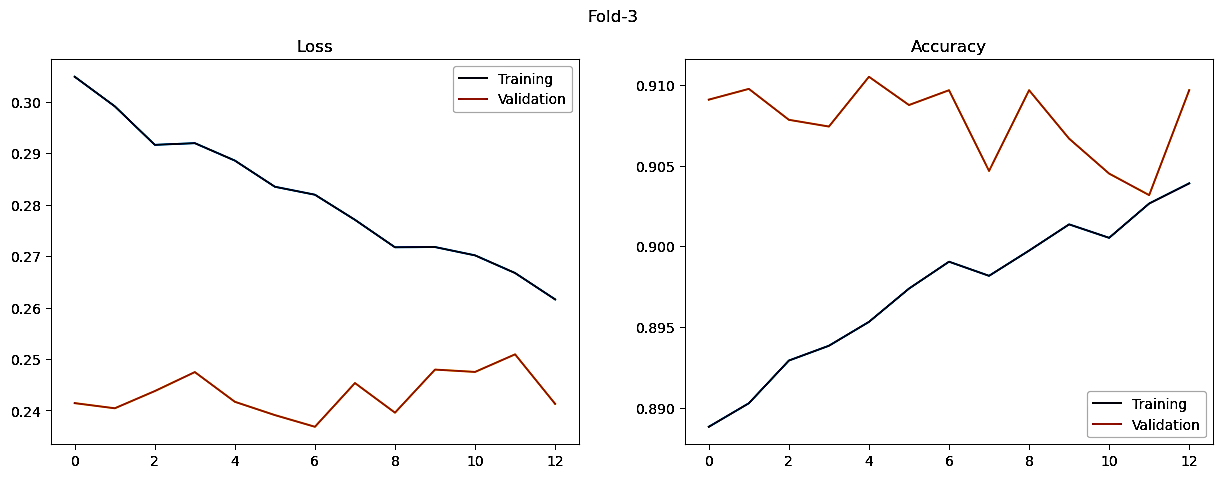 Fold-3
Loss
0.30
0.29
0.28
0.27
0.26
0.25
0.24
0 2 4 6 8 10 12
Training
Validation
Accuracy
0.910
0.905
0.900
0.895
0.890
0 2 4 6 8 10 12
Training
Validation